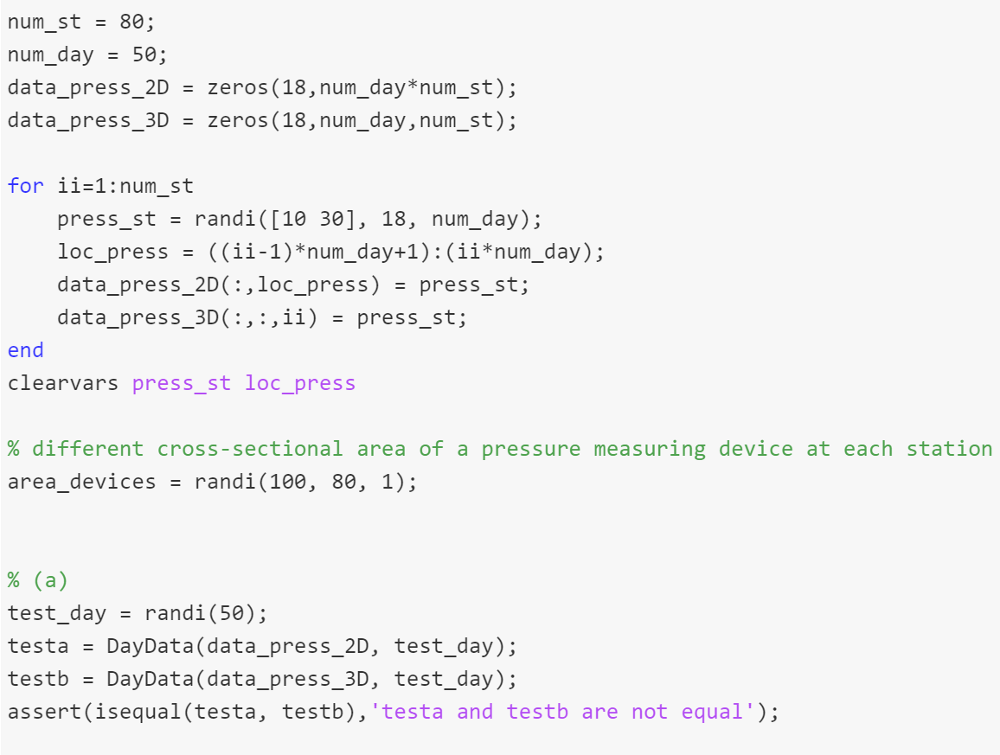 num_st = 80;
num_day = 50;
data_press_2D = zeros(18,num_day*num_st);
data_press_3D = zeros(18,num_day,num_st);
for ii=1:num_st
press_st = randi([10 30], 18, num_day);
loc_press = ((ii-1)*num_day+1):(ii*num_day);
data_press_2D(:,loc_press) = press_st;
data_press_3D(:,:,ii) = press_st;
end
clearvars press_st loc_press
% different cross-sectional area of a pressure measuring device at each station
area_devices = randi(100, 80, 1);
% (a)
test_day = randi(50);
testa = DayData(data_press_2D, test_day);
testb = DayData(data_press_3D, test_day);
assert(isequal(testa, testb),'testa and testb are not equal');